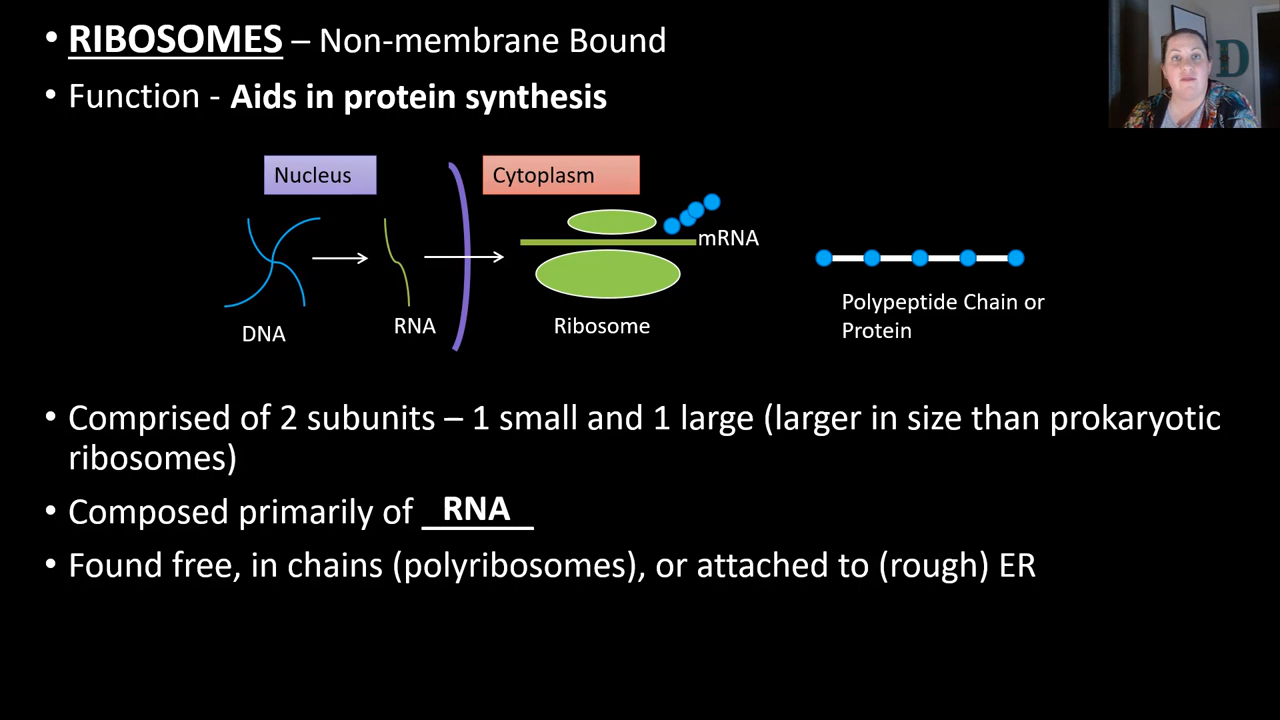 • RIBOSOMES – Non-membrane Bound
D
• Function - Aids in protein synthesis
Nucleus
Cytoplasm
mRNA
DNA
RNA
Ribosome
Polypeptide Chain or
Protein
• Comprised of 2 subunits – 1 small and 1 large (larger in size than prokaryotic
ribosomes)
• Composed primarily of RNA
• Found free, in chains (polyribosomes), or attached to (rough) ER